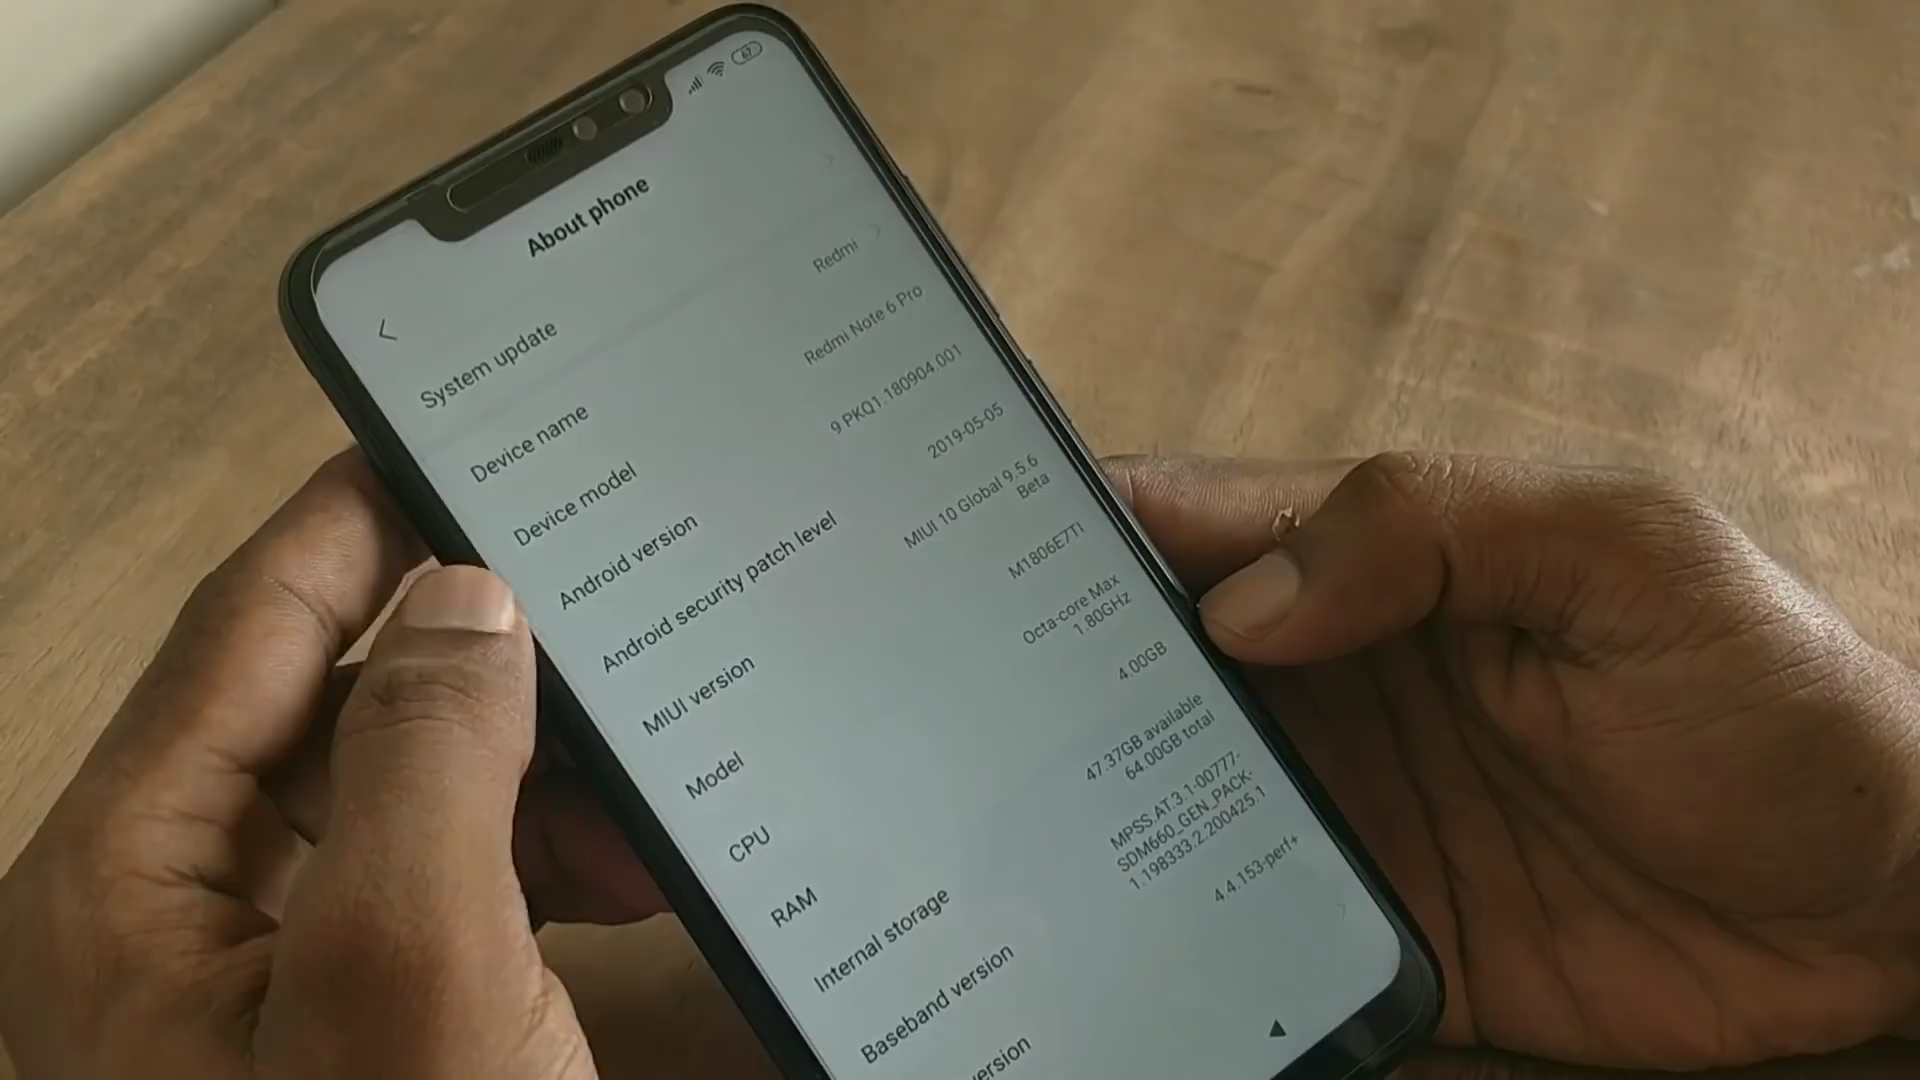 67
About phone
System update
Device name
Redmi
Device model
Redmi Note 6 Pro
Android version
9 PKQ1.180904.001
Android security patch level
2019-05-05
MIUI version
MIUI 10 Global 9.5.6
Beta
Model
M1806E7TI
CPU
Octa-core Max
1.80GHz
RAM
4.00GB
Internal storage
47.37GB available
64.00GB total
Baseband version
MPSS.AT.3.1-00777-
SDM660_GEN_PACK-
1.198333.2.200425.1
version
4.4.153-perf+